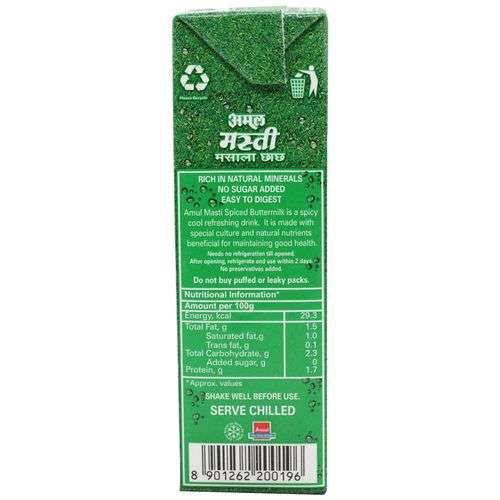 Please Recycle
अमूल
मस्ती
मसाला छाछ
RICH IN NATURAL MINERALS
NO SUGAR ADDED
EASY TO DIGEST
Amul Masti Spiced Buttermilk is a spicy
cool refreshing drink. It is made with
special culture and natural nutrients
beneficial for maintaining good health.
Needs no refrigeration till opened.
After opening, refrigerate and use within 2 days.
No preservatives added.
Do not buy puffed or leaky packs.
Nutritional Information*
Amount per 100g
Energy, kcal 29.3
Total Fat, g 1.5
Saturated fat,g 1.0
Trans fat, g 0.1
Total Carbohydrate, g 2.3
Added sugar, g 0
Protein, g 1.7
*Approx. values
SHAKE WELL BEFORE USE.
SERVE CHILLED
Amul
8 901262 200196